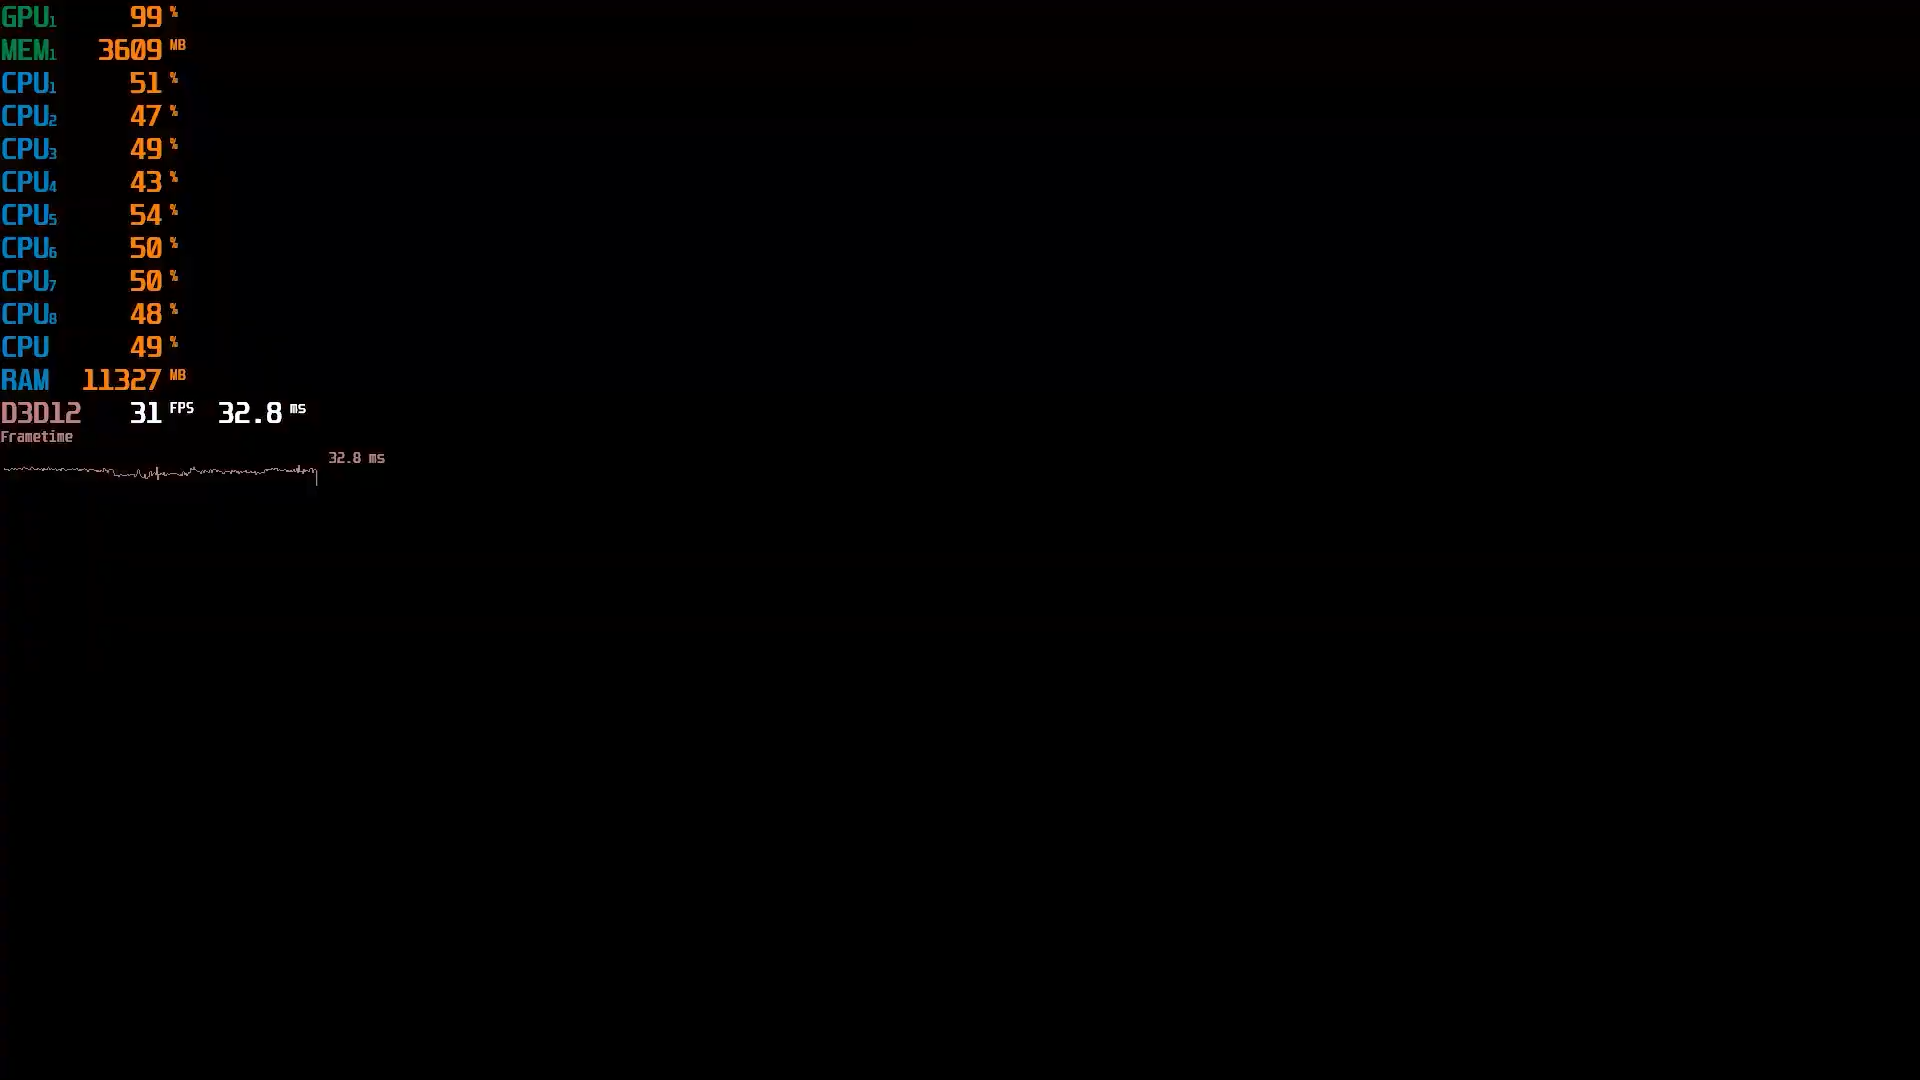 GPU1 99 %
MEM1 3609 MB
CPU1 51 %
CPU2 47 %
CPU3 49 %
CPU4 43 %
CPU5 54 %
CPU6 50 %
CPU7 50 %
CPU8 48 %
CPU 49 %
RAM 11327 MB
D3D12 31 FPS 32.8 ms
Frametime
32.8 ms